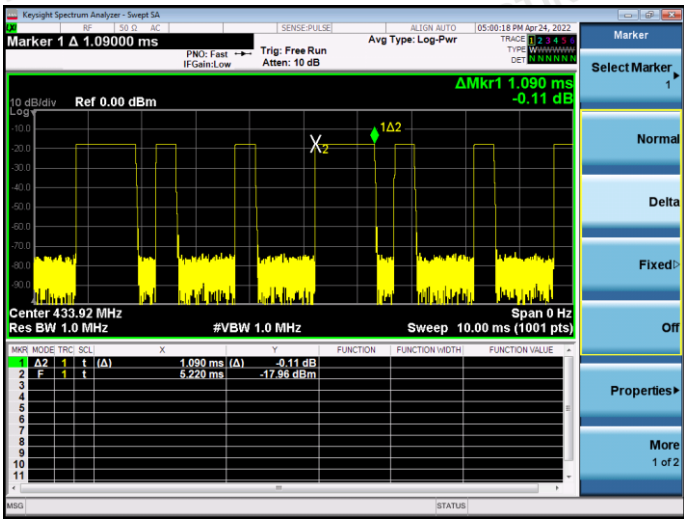 Keysight Spectrum Analyzer - Swept SA
RF 50 Ω AC SENSE:PULSE ALIGN AUTO 05:00:18 PM Apr 24, 2022
Marker 1 Δ 1.09000 ms
PNO: Fast
IFGain:Low
Trig: Free Run
Atten: 10 dB
Avg Type: Log-Pwr
TRACE 1 2 3 4 5 6
TYPE WWWWWW
DET N N N N N N
ΔMkr1 1.090 ms
-0.11 dB
10 dB/div Ref 0.00 dBm
Log
-10.0
-20.0
-30.0
-40.0
-50.0
-60.0
-70.0
-80.0
-90.0
X2
1Δ2
Center 433.92 MHz Span 0 Hz
Res BW 1.0 MHz #VBW 1.0 MHz Sweep 10.00 ms (1001 pts)
MKR MODE TRC SCL X Y FUNCTION FUNCTION WIDTH FUNCTION VALUE
1 Δ2 1 t (Δ) 1.090 ms (Δ) -0.11 dB
2 F 1 t 5.220 ms -17.96 dBm
3
4
5
6
7
8
9
10
11
MSG STATUS
Marker
Select Marker
1
Normal
Delta
Fixed
Off
Properties
More
1 of 2